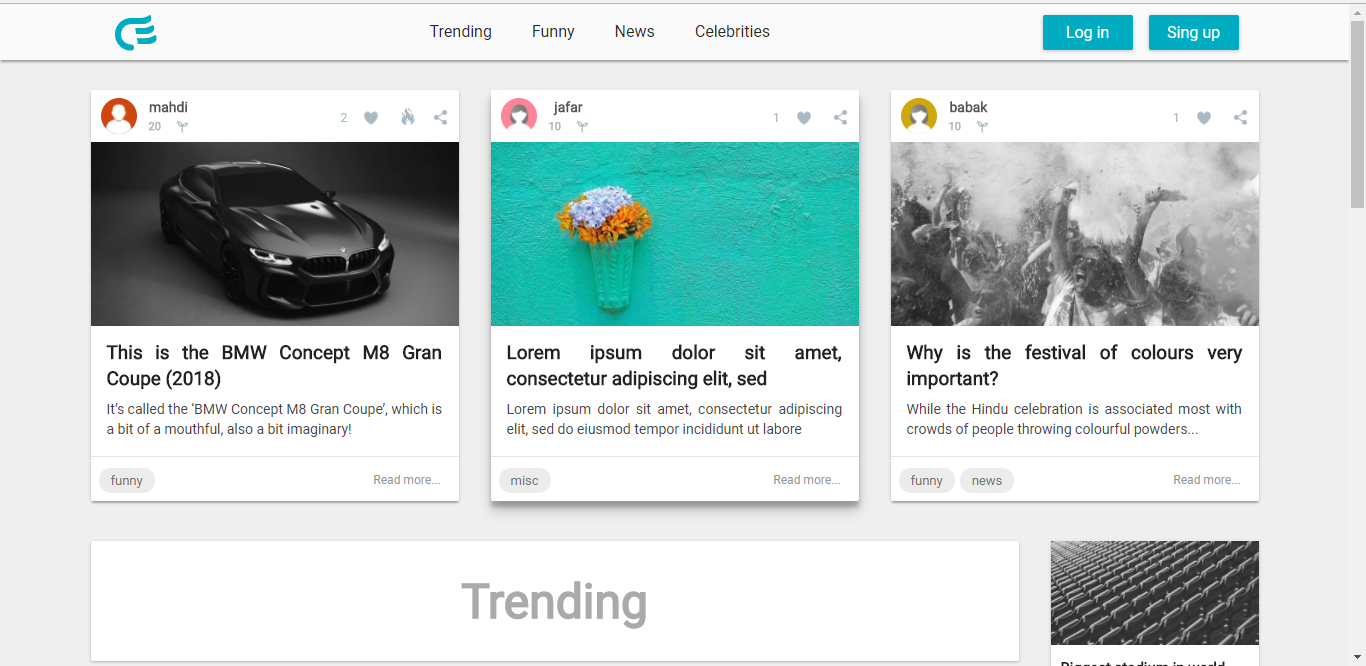 Trending Funny News Celebrities Log in Sing up
mahdi
20
2
jafar
10
1
babak
10
1
This is the BMW Concept M8 Gran
Coupe (2018)
It’s called the ‘BMW Concept M8 Gran Coupe’, which is
a bit of a mouthful, also a bit imaginary!
funny
Read more...
Lorem ipsum dolor sit amet,
consectetur adipiscing elit, sed
Lorem ipsum dolor sit amet, consectetur adipiscing
elit, sed do eiusmod tempor incididunt ut labore
misc
Read more...
Why is the festival of colours very
important?
While the Hindu celebration is associated most with
crowds of people throwing colourful powders...
funny news
Read more...
Trending
Biggest stadium in world